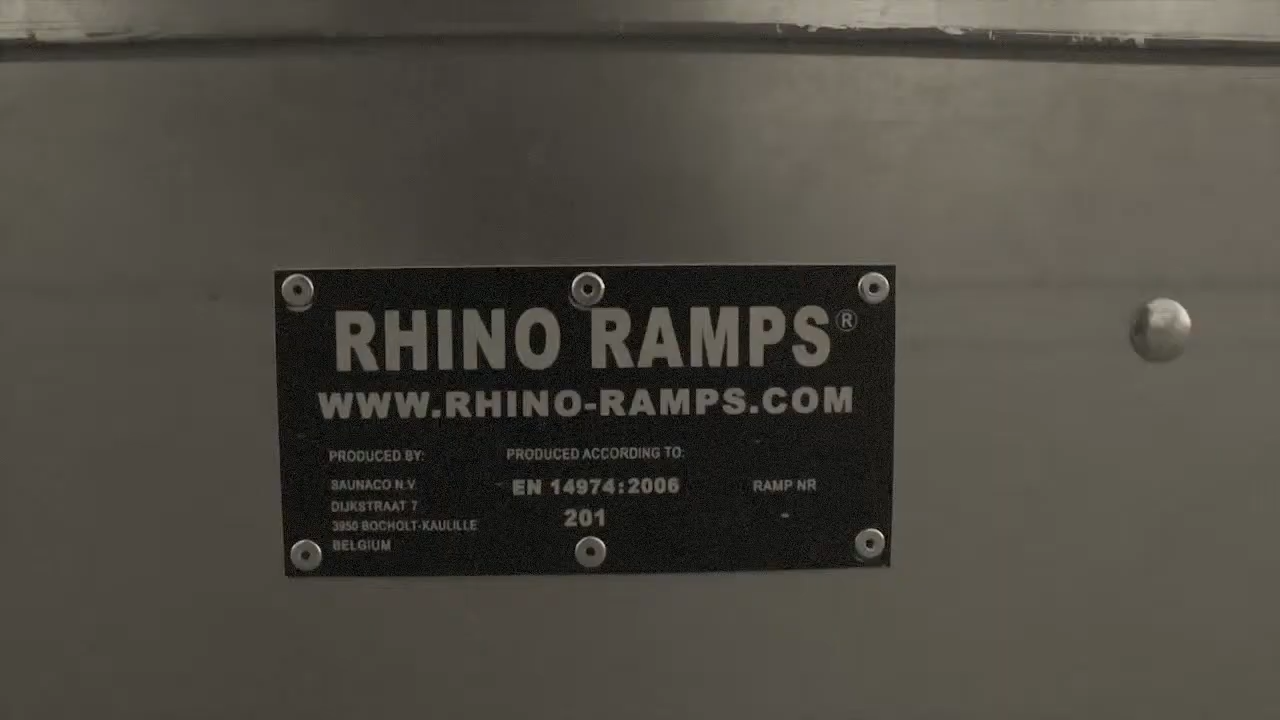 RHINO RAMPS®
WWW.RHINO-RAMPS.COM
PRODUCED BY:
SAUNACO N.V.
DIJKSTRAAT 7
3950 BOCHOLT-KAULILLE
BELGIUM
PRODUCED ACCORDING TO:
EN 14974:2006
201
RAMP NR
-